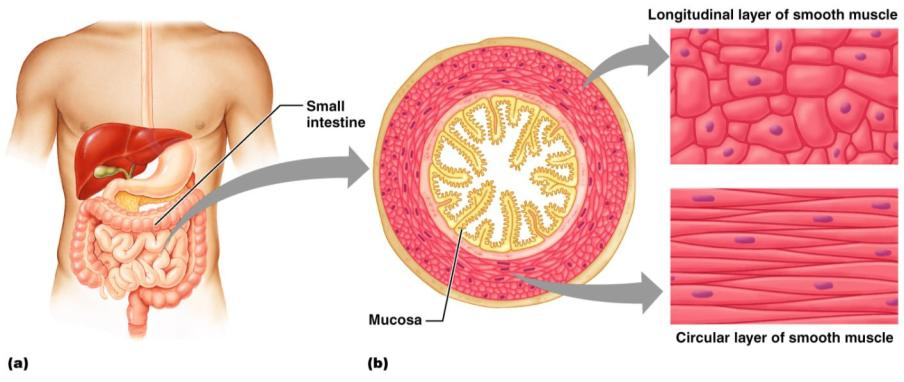 Longitudinal layer of smooth muscle
Small
intestine
Mucosa
Circular layer of smooth muscle
(a)
(b)